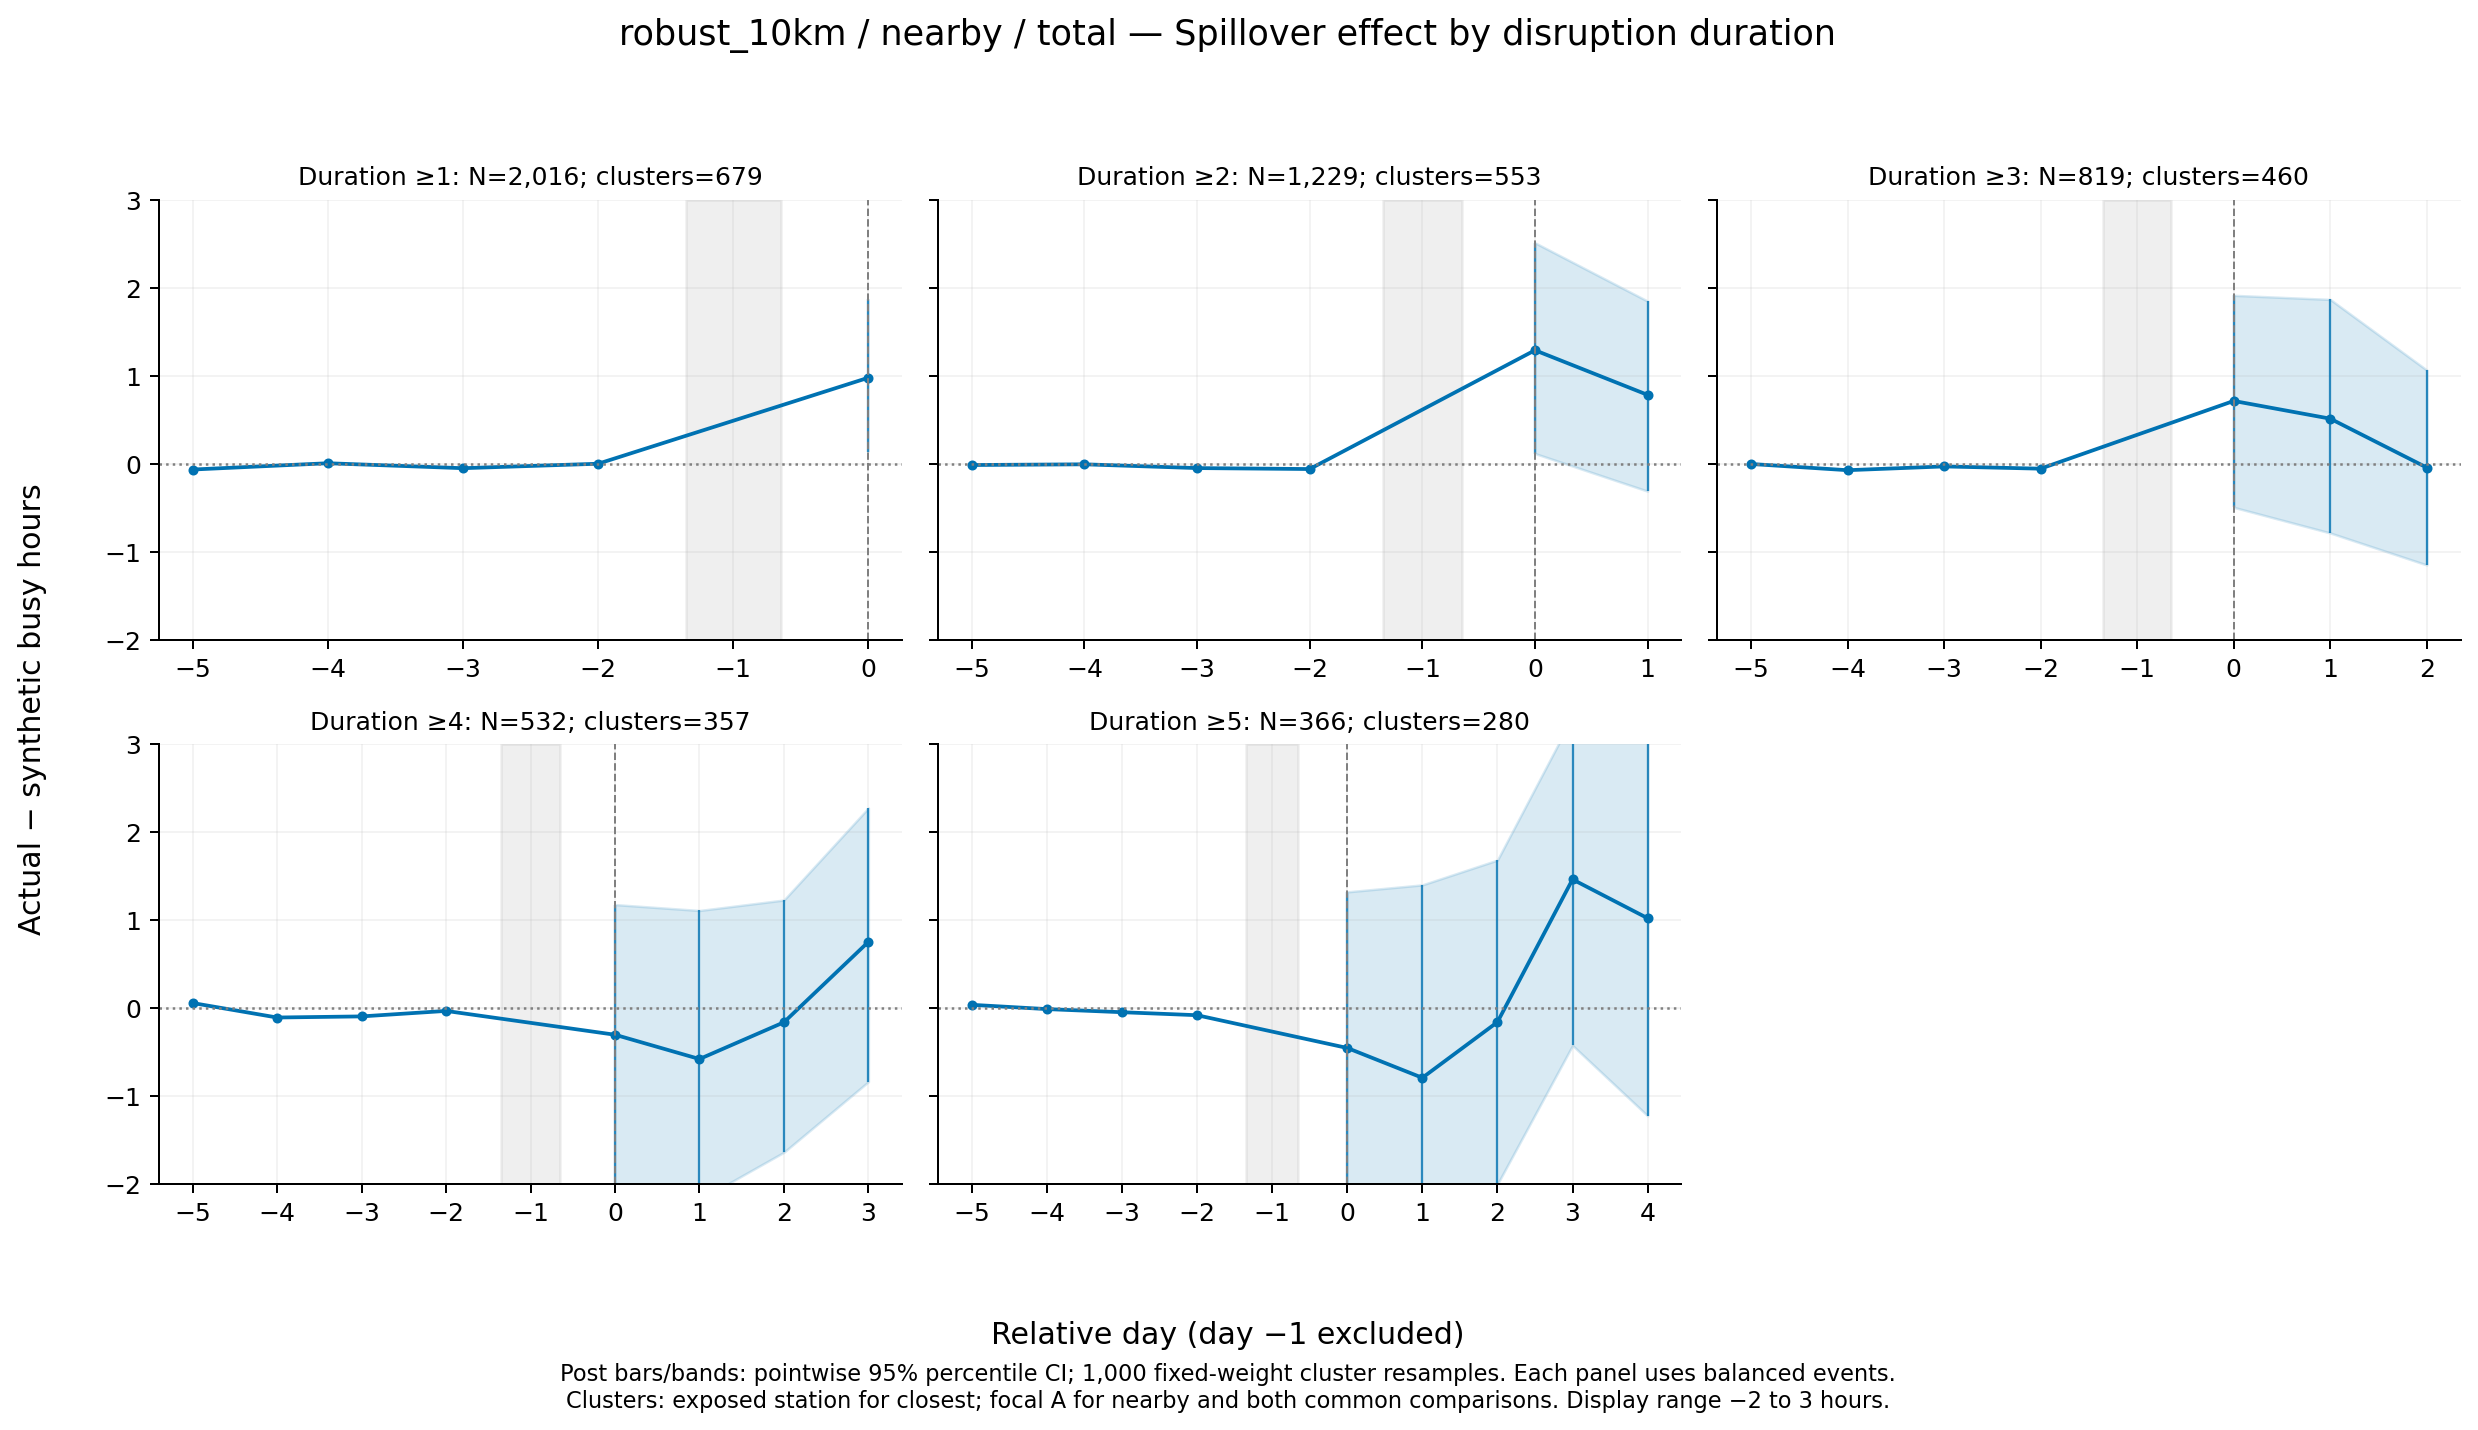 robust_10km / nearby / total — Spillover effect by disruption duration
Duration ≥1: N=2,016; clusters=679
Duration ≥2: N=1,229; clusters=553
Duration ≥3: N=819; clusters=460
3
2
1
0
−1
−2
−5 −4 −3 −2 −1 0
−5 −4 −3 −2 −1 0 1
−5 −4 −3 −2 −1 0 1 2
Actual − synthetic busy hours
Duration ≥4: N=532; clusters=357
Duration ≥5: N=366; clusters=280
3
2
1
0
−1
−2
−5 −4 −3 −2 −1 0 1 2 3
−5 −4 −3 −2 −1 0 1 2 3 4
Relative day (day −1 excluded)
Post bars/bands: pointwise 95% percentile CI; 1,000 fixed-weight cluster resamples. Each panel uses balanced events.
Clusters: exposed station for closest; focal A for nearby and both common comparisons. Display range −2 to 3 hours.